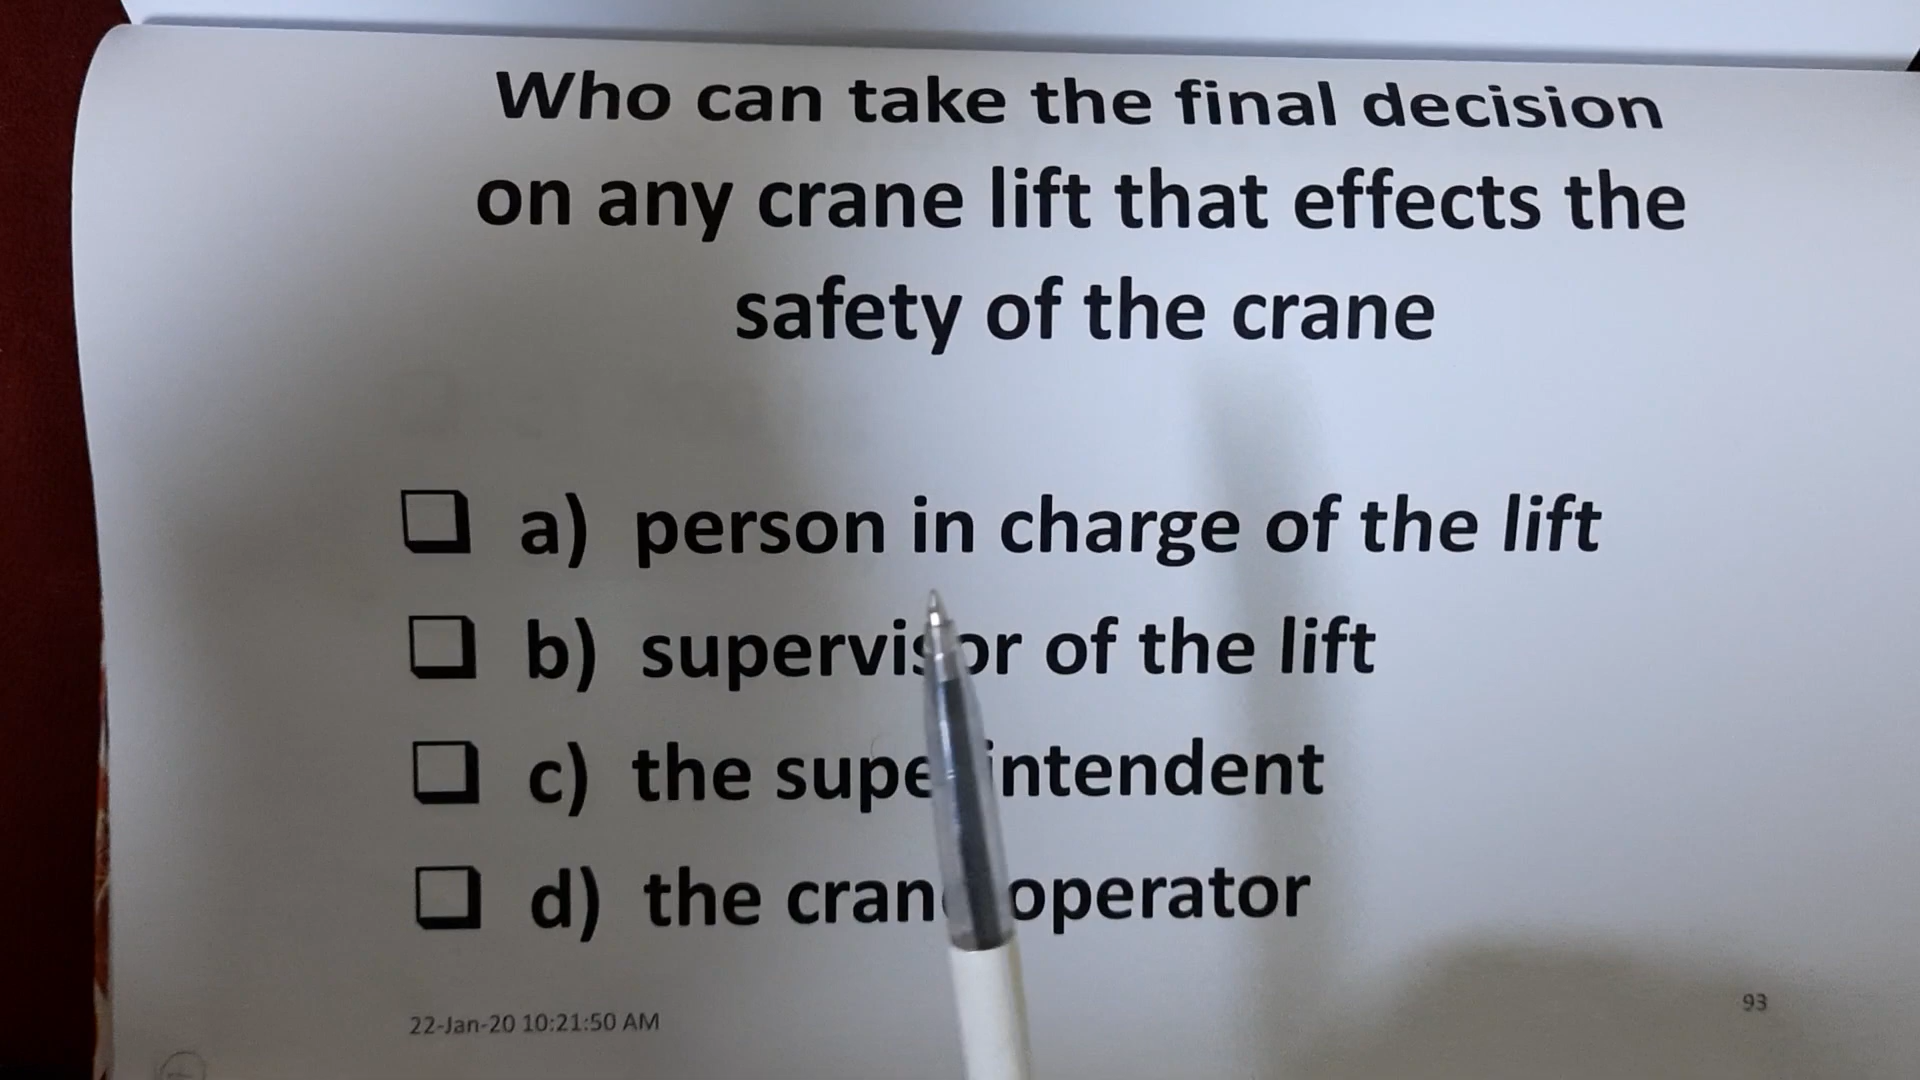 Who can take the final decision
on any crane lift that effects the
safety of the crane
a) person in charge of the lift
b) supervisor of the lift
c) the superintendent
d) the crane operator
22-Jan-20 10:21:50 AM
93